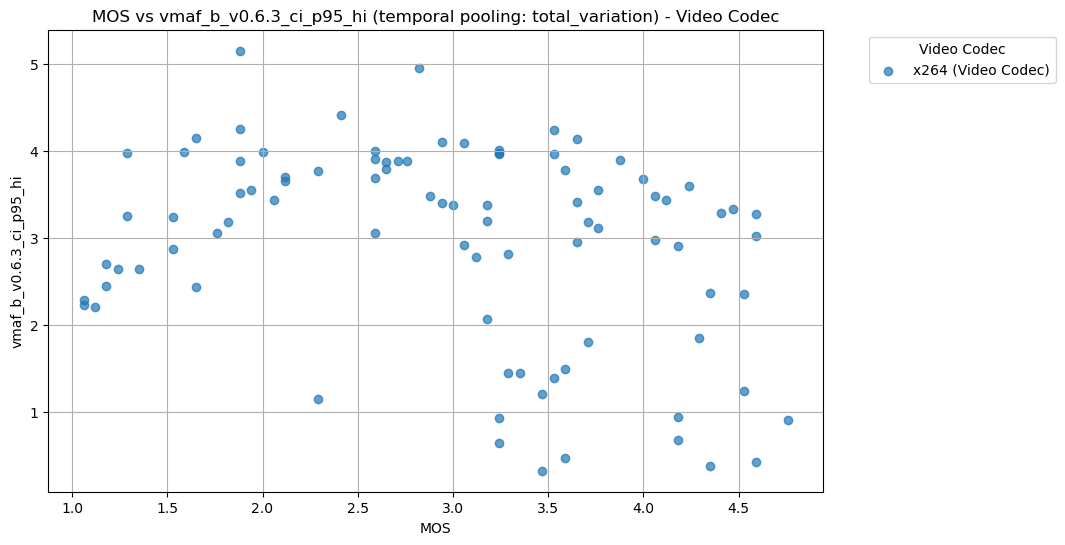 MOS vs vmaf_b_v0.6.3_ci_p95_hi (temporal pooling: total_variation) - Video Codec
Video Codec
x264 (Video Codec)
vmaf_b_v0.6.3_ci_p95_hi
5
4
3
2
1
1.0 1.5 2.0 2.5 3.0 3.5 4.0 4.5
MOS